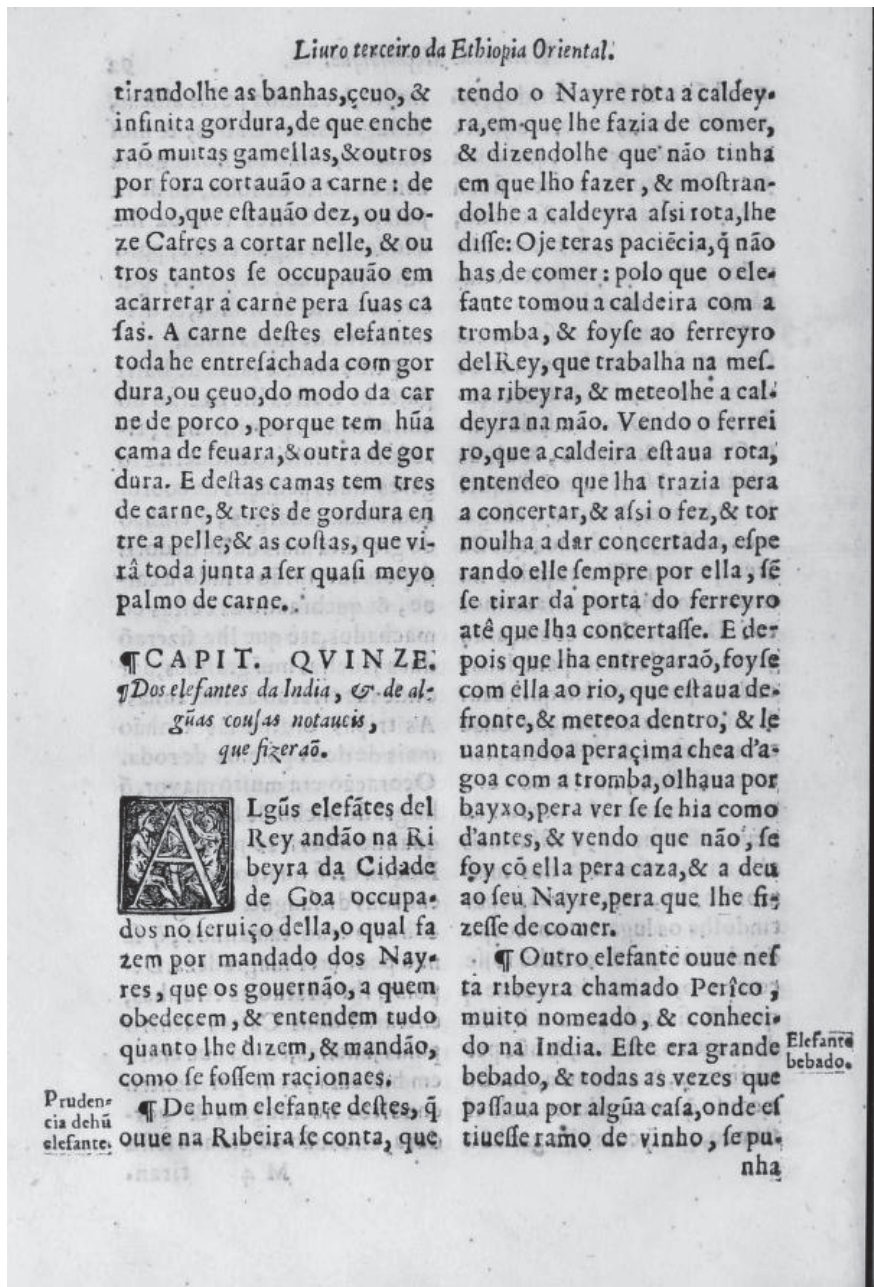 Liuro terceiro da Ethiopia Oriental.
tirandolhe as banhas,çeuo, &
infinita gordura,de que enche
raõ muitas gamellas,&outros
por fora cortauão a carne: de
modo,que eſtauão dez, ou do-
ze Cafres a cortar nelle, & ou
tros tantos ſe occupauão em
acarretar a carne pera ſuas ca
ſas. A carne deſtes elefantes
toda he entreſachada com gor
dura,ou çeuo,do modo da car
ne de porco, porque tem hũa
cama de feuara,&outra de gor
dura. E deſtas camas tem tres
de carne,& tres de gordura en
tre a pelle,& as coſtas, que vi-
râ toda junta a ſer quaſi meyo
palmo de carne.
¶CAPIT. QVINZE.
¶Dos elefantes da India, & de al-
gũas couſas notaueis,
que fizeraõ.
ALgũs elefãtes del
Rey andão na Ri
beyra da Cidade
de Goa occupa-
dos no ſeruiço della,o qual fa
zem por mandado dos Nay-
res, que os gouernão, a quem
obedecem, & entendem tudo
quanto lhe dizem, & mandão,
como ſe foſſem racionaes.
Pruden-
cia dehũ
elefante.
¶ De hum elefante deſtes, q̃
ouue na Ribeira ſe conta, que
tendo o Nayre rota a caldey-
ra,em que lhe fazia de comer,
& dizendolhe que não tinha
em que lho fazer, & moſtran-
dolhe a caldeyra aſsi rota,lhe
diſſe: Oje teras paciẽcia,q̃ não
has de comer: polo que o ele-
fante tomou a caldeira com a
tromba, & foyſe ao ferreyro
delRey, que trabalha na meſ-
ma ribeyra, & meteolhe a cal-
deyra na mão. Vendo o ferrei
ro,que a caldeira eſtaua rota,
entendeo que lha trazia pera
a concertar,& aſsi o fez,& tor
noulha a dar concertada, eſpe
rando elle ſempre por ella, ſẽ
ſe tirar da porta do ferreyro
atê que lha concertaſſe. E de-
pois que lha entregaraõ,foyſe
com ella ao rio, que eſtaua de-
fronte,& meteoa dentro, & le
uantandoa peraçima chea d'a-
goa com a tromba,olhaua por
bayxo,pera ver ſe ſe hia como
d'antes, & vendo que não, ſe
foy cõ ella pera caza,& a deu
ao ſeu Nayre,pera que lhe fi-
zeſſe de comer.
¶ Outro elefante ouue neſ
ta ribeyra chamado Perîco,
muito nomeado, & conheci-
do na India. Eſte era grande
bebado, & todas as vezes que
paſſaua por algũa caſa,onde eſ
tiueſſe ramo de vinho, ſe pu-
Elefante
bebado.
nha